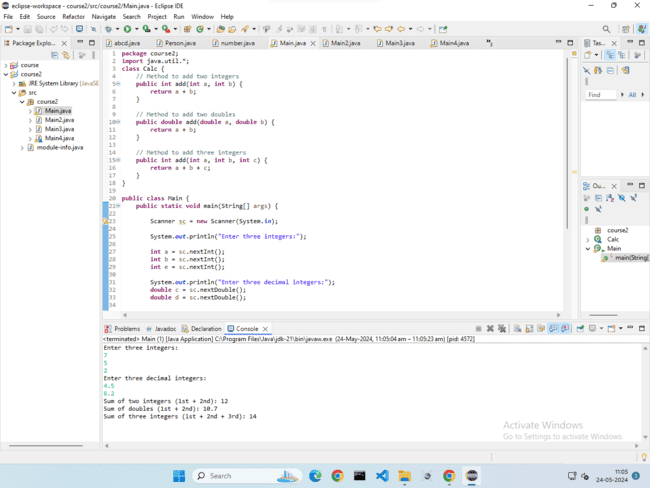 eclipse-workspace - course2/src/course2/Main.java - Eclipse IDE
File Edit Source Refactor Navigate Search Project Run Window Help
Package Explo...
abcd.java Person.java number.java Main.java Main2.java Main3.java Main4.java
Tas...
course
course2
JRE System Library [JavaSE
src
course2
Main.java
Main2.java
Main3.java
Main4.java
module-info.java
1 package course2;
2 import java.util.*;
3 class Calc {
4 // Method to add two integers
5 public int add(int a, int b) {
6 return a + b;
7 }
8
9 // Method to add two doubles
10 public double add(double a, double b) {
11 return a + b;
12 }
13
14 // Method to add three integers
15 public int add(int a, int b, int c) {
16 return a + b + c;
17 }
18 }
19
20 public class Main {
21 public static void main(String[] args) {
22
23 Scanner sc = new Scanner(System.in);
24
25 System.out.println("Enter three integers:");
26
27 int a = sc.nextInt();
28 int b = sc.nextInt();
29 int e = sc.nextInt();
30
31 System.out.println("Enter three decimal integers:");
32 double c = sc.nextDouble();
33 double d = sc.nextDouble();
34
Find All
Ou...
course2
Calc
Main
main(String[
Problems Javadoc Declaration Console
<terminated> Main [Java Application] C:\Program Files\Java\jdk-21\bin\javaw.exe (24-May-2024, 11:05:04 am – 11:05:23 am) [pid: 4572]
Enter three integers:
7
5
2
Enter three decimal integers:
4.5
6.2
Sum of two integers (1st + 2nd): 12
Sum of doubles (1st + 2nd): 10.7
Sum of three integers (1st + 2nd + 3rd): 14
Activate Windows
Go to Settings to activate Windows.
Search
11:05
24-05-2024